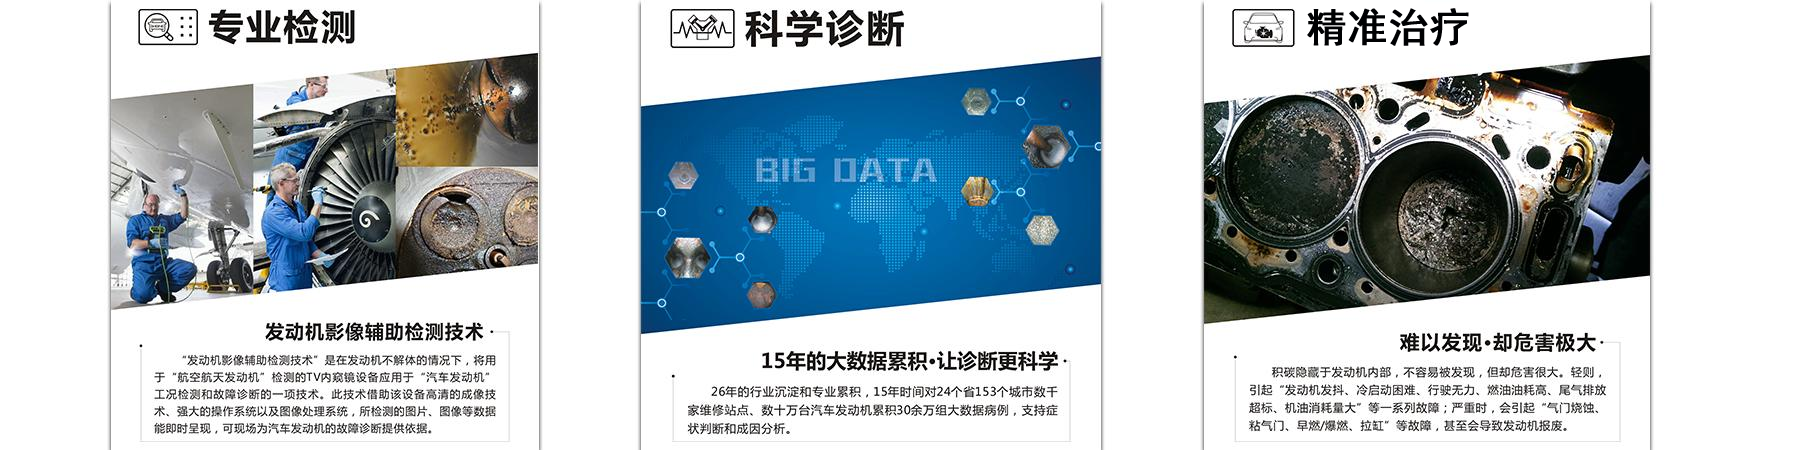 专业检测
发动机影像辅助检测技术
“发动机影像辅助检测技术”是在发动机不解体的情况下，将用
于“航空航天发动机”检测的TV内窥镜设备应用于“汽车发动机”
工况检测和故障诊断的一项技术。此技术借助该设备高清的成像技
术、强大的操作系统以及图像处理系统，所检测的图片、图像等数据
能即时呈现，可现场为汽车发动机的故障诊断提供依据。
科学诊断
BIG DATA
15年的大数据累积·让诊断更科学
26年的行业沉淀和专业累积，15年时间对24个省153个城市数千
家维修站点、数十万台汽车发动机累积30余万组大数据病例，支持症
状判断和成因分析。
精准治疗
难以发现·却危害极大
积碳隐藏于发动机内部，不容易被发现，但却危害很大。轻则，
引起“发动机发抖、冷启动困难、行驶无力、燃油油耗高、尾气排放
超标、机油消耗量大”等一系列故障；严重时，会引起“气门烧蚀、
粘气门、早燃/爆燃、拉缸”等故障，甚至会导致发动机报废。